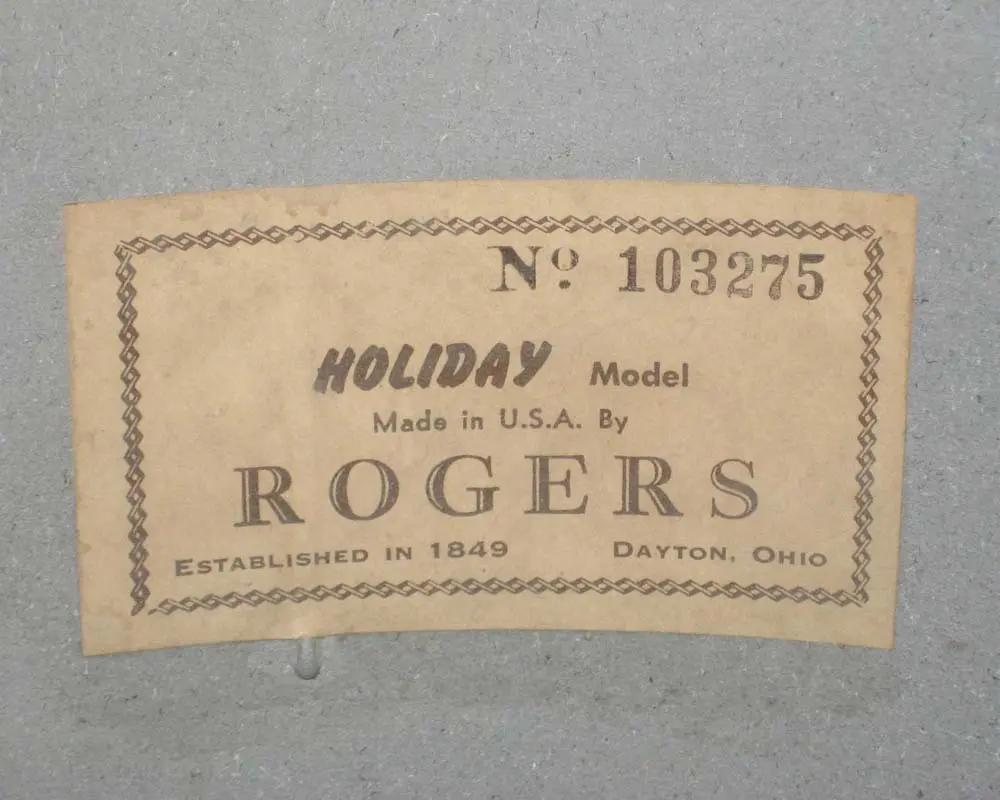 Nº 103275
HOLIDAY Model
Made in U.S.A. By
ROGERS
ESTABLISHED IN 1849 DAYTON, OHIO